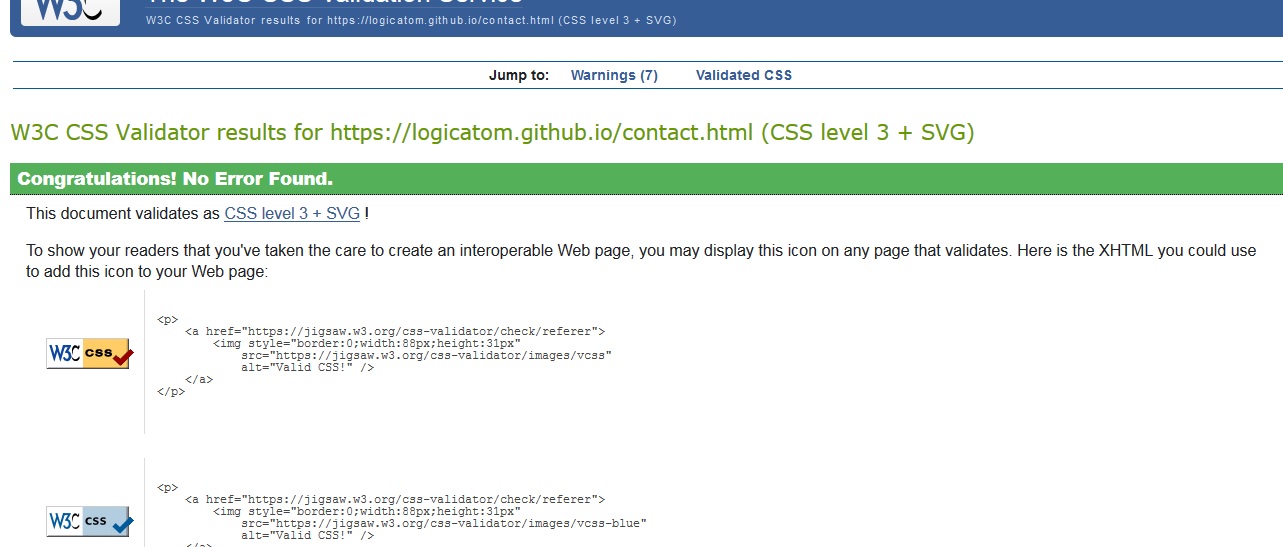 W3C
The W3C CSS Validation Service
W3C CSS Validator results for https://logicatom.github.io/contact.html (CSS level 3 + SVG)
Jump to: Warnings (7) Validated CSS
W3C CSS Validator results for https://logicatom.github.io/contact.html (CSS level 3 + SVG)
Congratulations! No Error Found.
This document validates as CSS level 3 + SVG !
To show your readers that you've taken the care to create an interoperable Web page, you may display this icon on any page that validates. Here is the XHTML you could use
to add this icon to your Web page:
<p>
<a href="https://jigsaw.w3.org/css-validator/check/referer">
<img style="border:0;width:88px;height:31px"
W3C css
src="https://jigsaw.w3.org/css-validator/images/vcss"
alt="Valid CSS!" />
</a>
</p>
<p>
<a href="https://jigsaw.w3.org/css-validator/check/referer">
<img style="border:0;width:88px;height:31px"
W3C css
src="https://jigsaw.w3.org/css-validator/images/vcss-blue"
alt="Valid CSS!" />
</a>